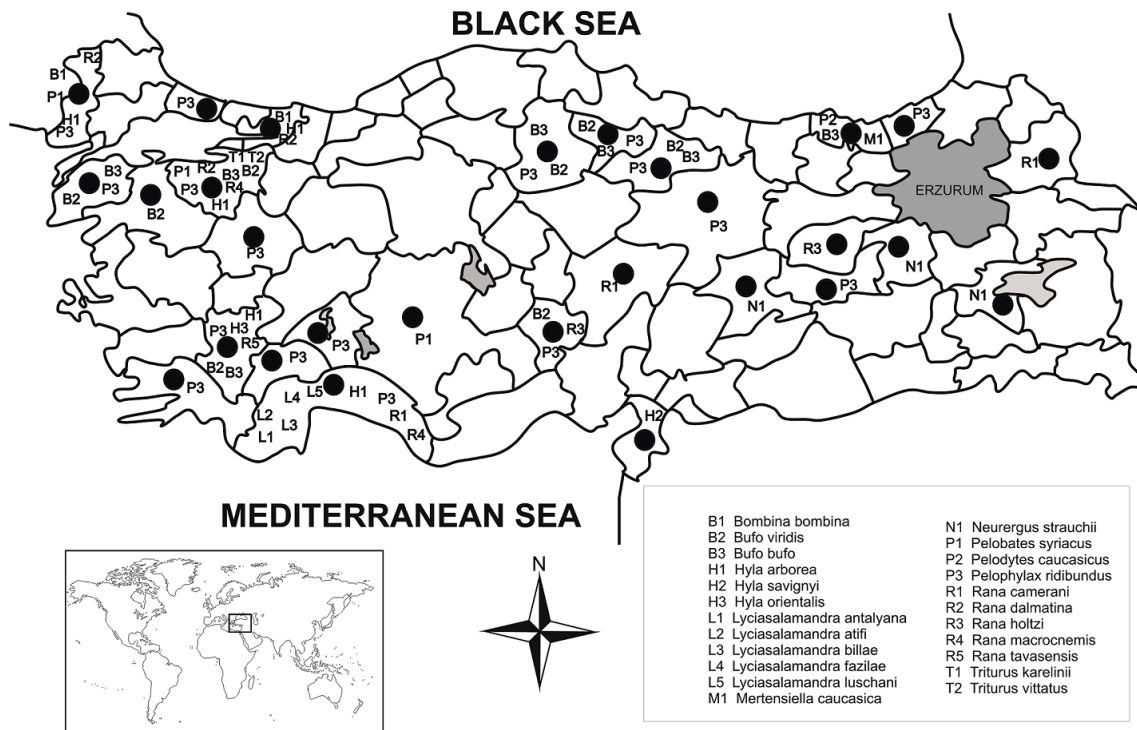 BLACK SEA
R2
B1
P1
H1
P3
P3
B1
H1
R2
T1 T2
P1 R2 B3 B2
P3 R4
H1
B3
P3
B2
B2
P3
B3
P3 B2
B2
B3 P3
B2
B3
P3
P3
P2
B3 M1
P3
ERZURUM
R1
R3
N1
P3
N1
N1
R1
B2
R3
P3
P1
H1
P3
H3
R5
B2 B3
P3
P3
P3
L5
H1
L4
P3
L2
R1
L3
L1
R4
H2
MEDITERRANEAN SEA
N
B1 Bombina bombina
B2 Bufo viridis
B3 Bufo bufo
H1 Hyla arborea
H2 Hyla savignyi
H3 Hyla orientalis
L1 Lyciasalamandra antalyana
L2 Lyciasalamandra atifi
L3 Lyciasalamandra billae
L4 Lyciasalamandra fazilae
L5 Lyciasalamandra luschani
M1 Mertensiella caucasica
N1 Neurergus strauchii
P1 Pelobates syriacus
P2 Pelodytes caucasicus
P3 Pelophylax ridibundus
R1 Rana camerani
R2 Rana dalmatina
R3 Rana holtzi
R4 Rana macrocnemis
R5 Rana tavasensis
T1 Triturus karelinii
T2 Triturus vittatus